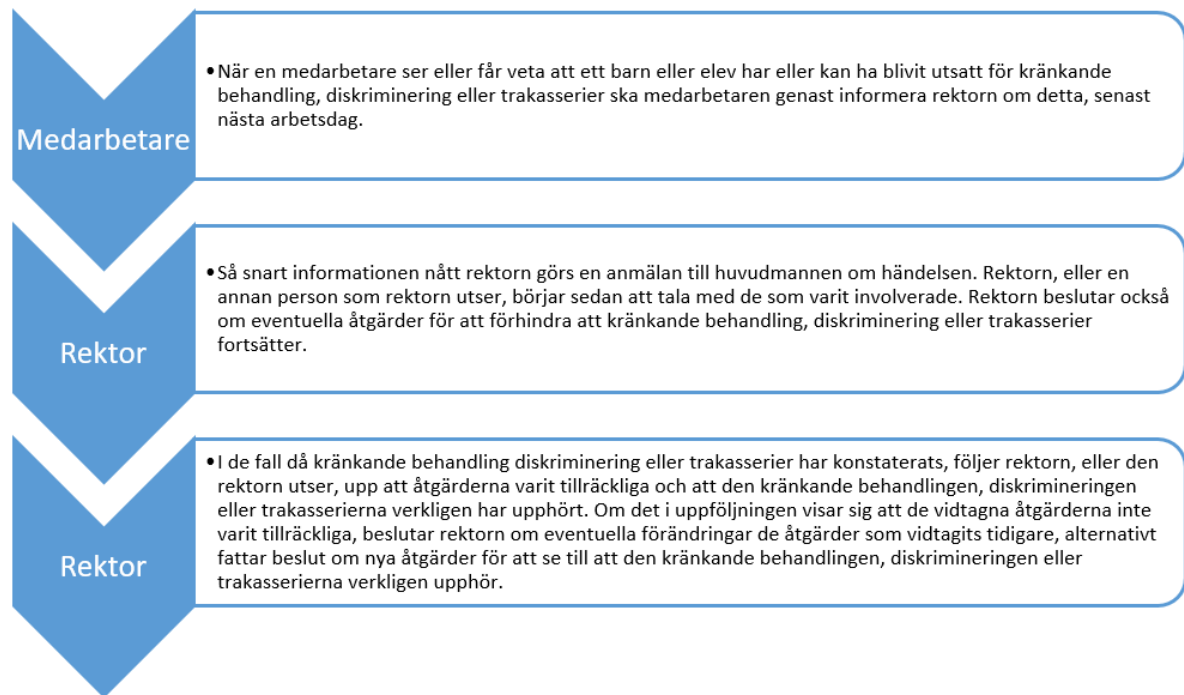 Medarbetare
•När en medarbetare ser eller får veta att ett barn eller elev har eller kan ha blivit utsatt för kränkande
behandling, diskriminering eller trakasserier ska medarbetaren genast informera rektorn om detta, senast
nästa arbetsdag.
Rektor
•Så snart informationen nått rektorn görs en anmälan till huvudmannen om händelsen. Rektorn, eller en
annan person som rektorn utser, börjar sedan att tala med de som varit involverade. Rektorn beslutar också
om eventuella åtgärder för att förhindra att kränkande behandling, diskriminering eller trakasserier
fortsätter.
Rektor
•I de fall då kränkande behandling diskriminering eller trakasserier har konstaterats, följer rektorn, eller den
rektorn utser, upp att åtgärderna varit tillräckliga och att den kränkande behandlingen, diskrimineringen
eller trakasserierna verkligen har upphört. Om det i uppföljningen visar sig att de vidtagna åtgärderna inte
varit tillräckliga, beslutar rektorn om eventuella förändringar de åtgärder som vidtagits tidigare, alternativt
fattar beslut om nya åtgärder för att se till att den kränkande behandlingen, diskrimineringen eller
trakasserierna verkligen upphör.